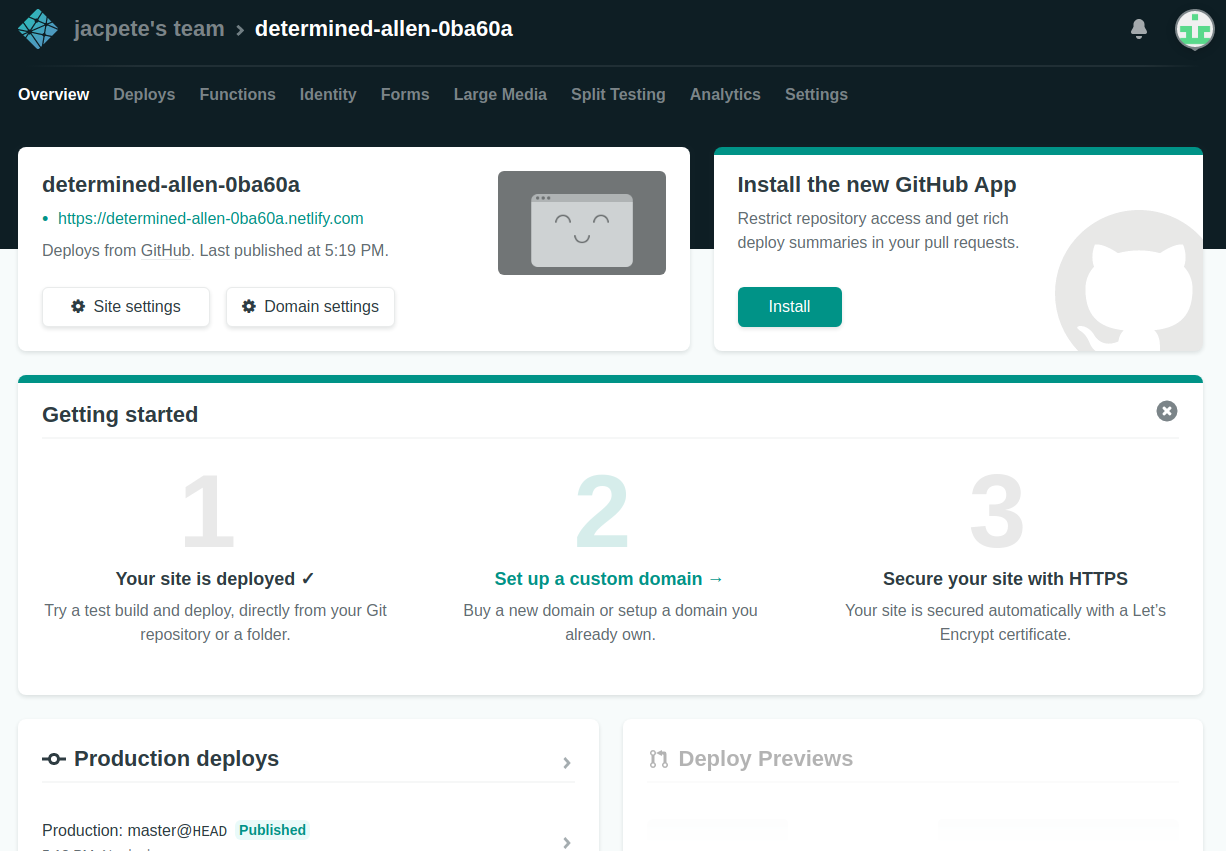 jacpete's team › determined-allen-0ba60a
Overview Deploys Functions Identity Forms Large Media Split Testing Analytics Settings
determined-allen-0ba60a
• https://determined-allen-0ba60a.netlify.com
Deploys from GitHub. Last published at 5:19 PM.
Site settings
Domain settings
Install the new GitHub App
Restrict repository access and get rich
deploy summaries in your pull requests.
Install
Getting started
1
Your site is deployed ✓
Try a test build and deploy, directly from your Git
repository or a folder.
2
Set up a custom domain →
Buy a new domain or setup a domain you
already own.
3
Secure your site with HTTPS
Your site is secured automatically with a Let’s
Encrypt certificate.
Production deploys
Production: master@HEAD Published
Deploy Previews